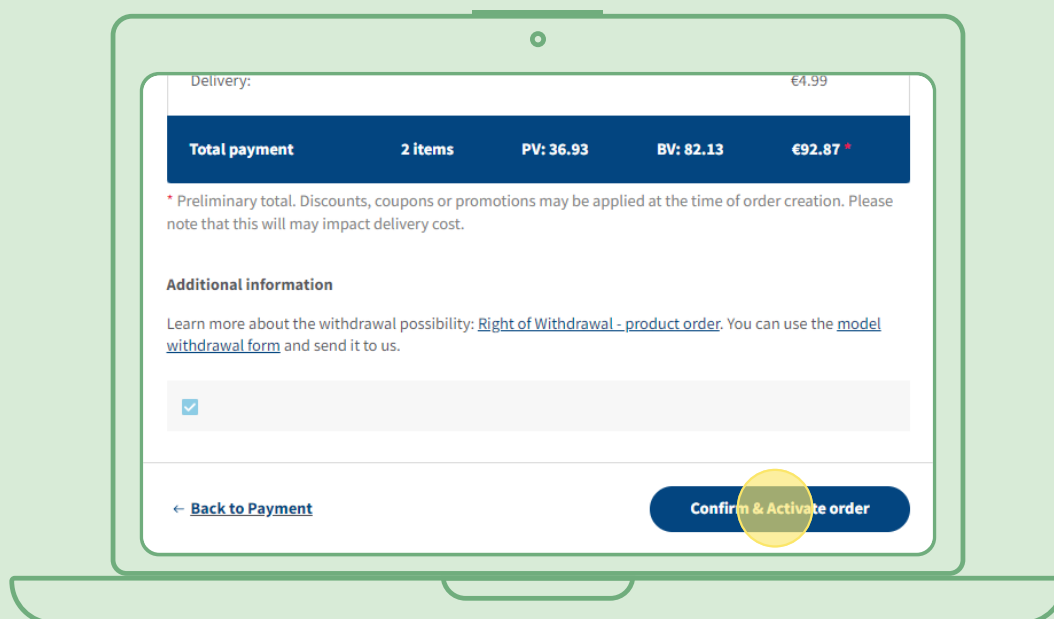 Delivery: €4.99
Total payment 2 items PV: 36.93 BV: 82.13 €92.87 *
* Preliminary total. Discounts, coupons or promotions may be applied at the time of order creation. Please
note that this will may impact delivery cost.
Additional information
Learn more about the withdrawal possibility: Right of Withdrawal - product order. You can use the model
withdrawal form and send it to us.
← Back to Payment Confirm & Activate order